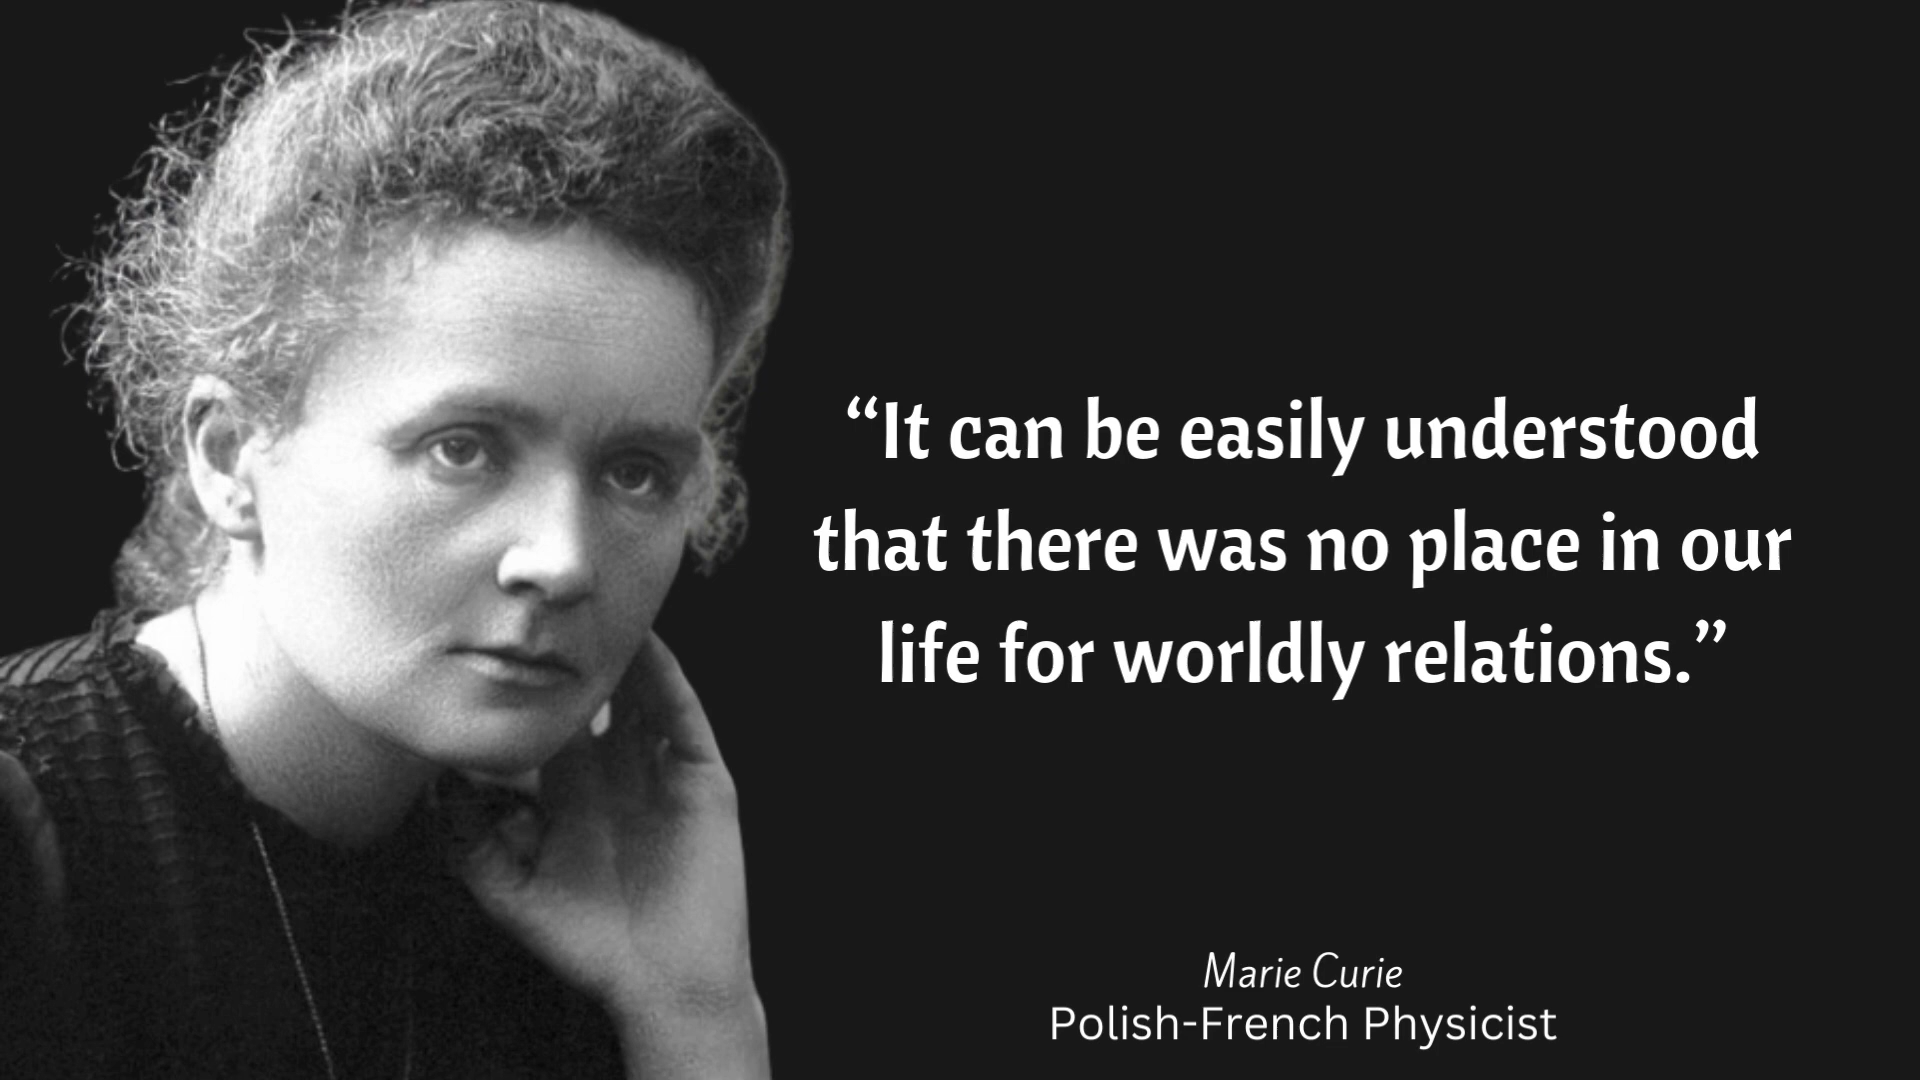 “It can be easily understood
that there was no place in our
life for worldly relations.”
Marie Curie
Polish-French Physicist